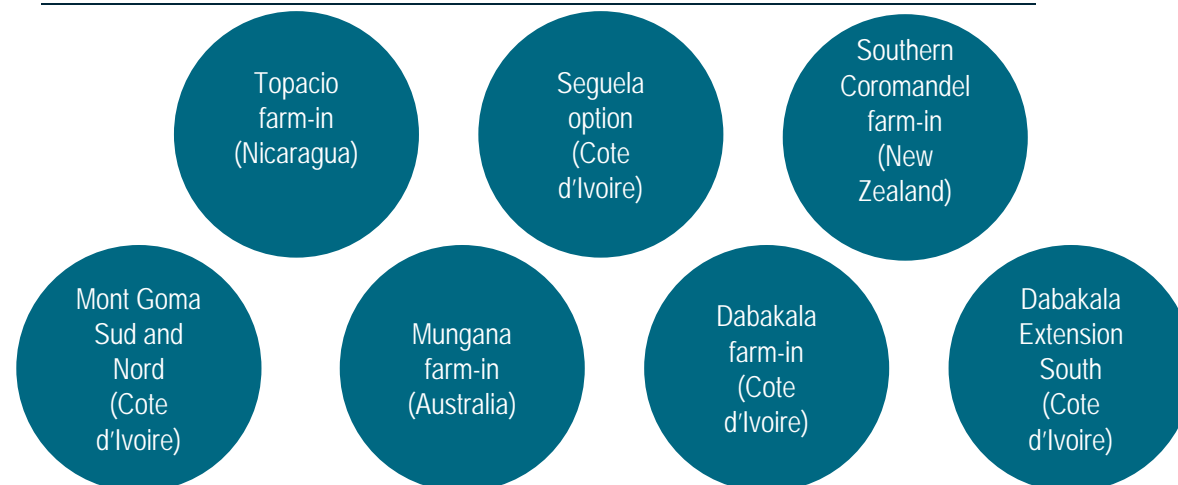 Topacio
farm-in
(Nicaragua)
Seguela
option
(Cote
d'Ivoire)
Southern
Coromandel
farm-in
(New
Zealand)
Mont Goma
Sud and
Nord
(Cote
d'Ivoire)
Mungana
farm-in
(Australia)
Dabakala
farm-in
(Cote
d'Ivoire)
Dabakala
Extension
South
(Cote
d'Ivoire)